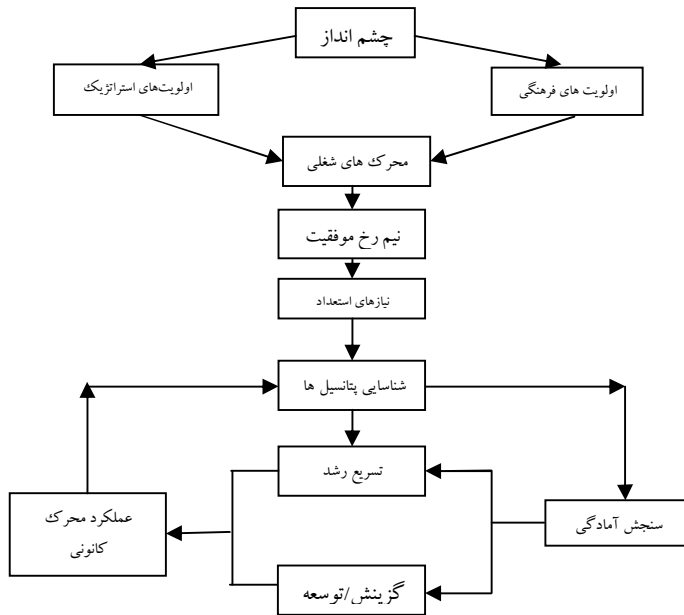 چشم انداز
اولویت های فرهنگی
اولویت‌های استراتژیک
محرک های شغلی
نیم رخ موفقیت
نیازهای استعداد
شناسایی پتانسیل ها
تسریع رشد
سنجش آمادگی
عملکرد محرک
کانونی
گزینش/توسعه